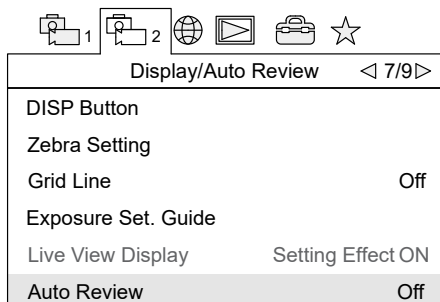 1 2
Display/Auto Review 7/9
DISP Button
Zebra Setting
Grid Line Off
Exposure Set. Guide
Live View Display Setting Effect ON
Auto Review Off